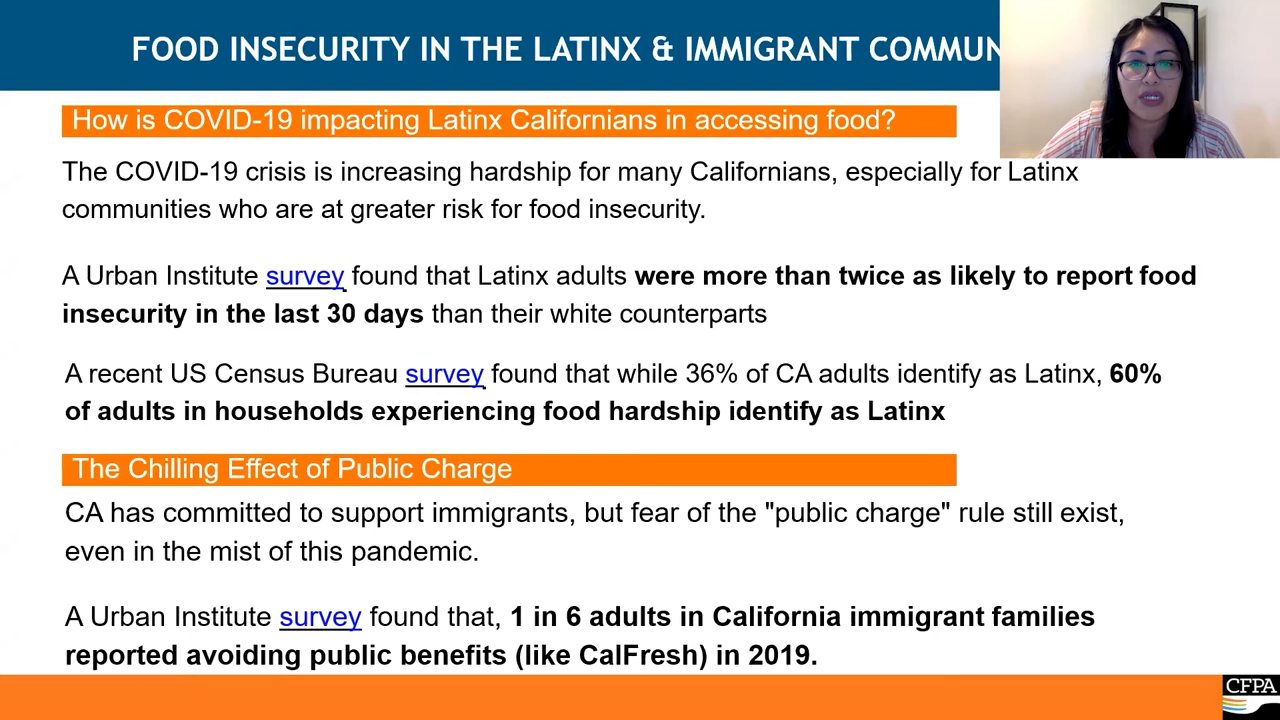 FOOD INSECURITY IN THE LATINX & IMMIGRANT COMMUN
How is COVID-19 impacting Latinx Californians in accessing food?
The COVID-19 crisis is increasing hardship for many Californians, especially for Latinx
communities who are at greater risk for food insecurity.
A Urban Institute survey found that Latinx adults were more than twice as likely to report food
insecurity in the last 30 days than their white counterparts
A recent US Census Bureau survey found that while 36% of CA adults identify as Latinx, 60%
of adults in households experiencing food hardship identify as Latinx
The Chilling Effect of Public Charge
CA has committed to support immigrants, but fear of the "public charge" rule still exist,
even in the mist of this pandemic.
A Urban Institute survey found that, 1 in 6 adults in California immigrant families
reported avoiding public benefits (like CalFresh) in 2019.
CFPA